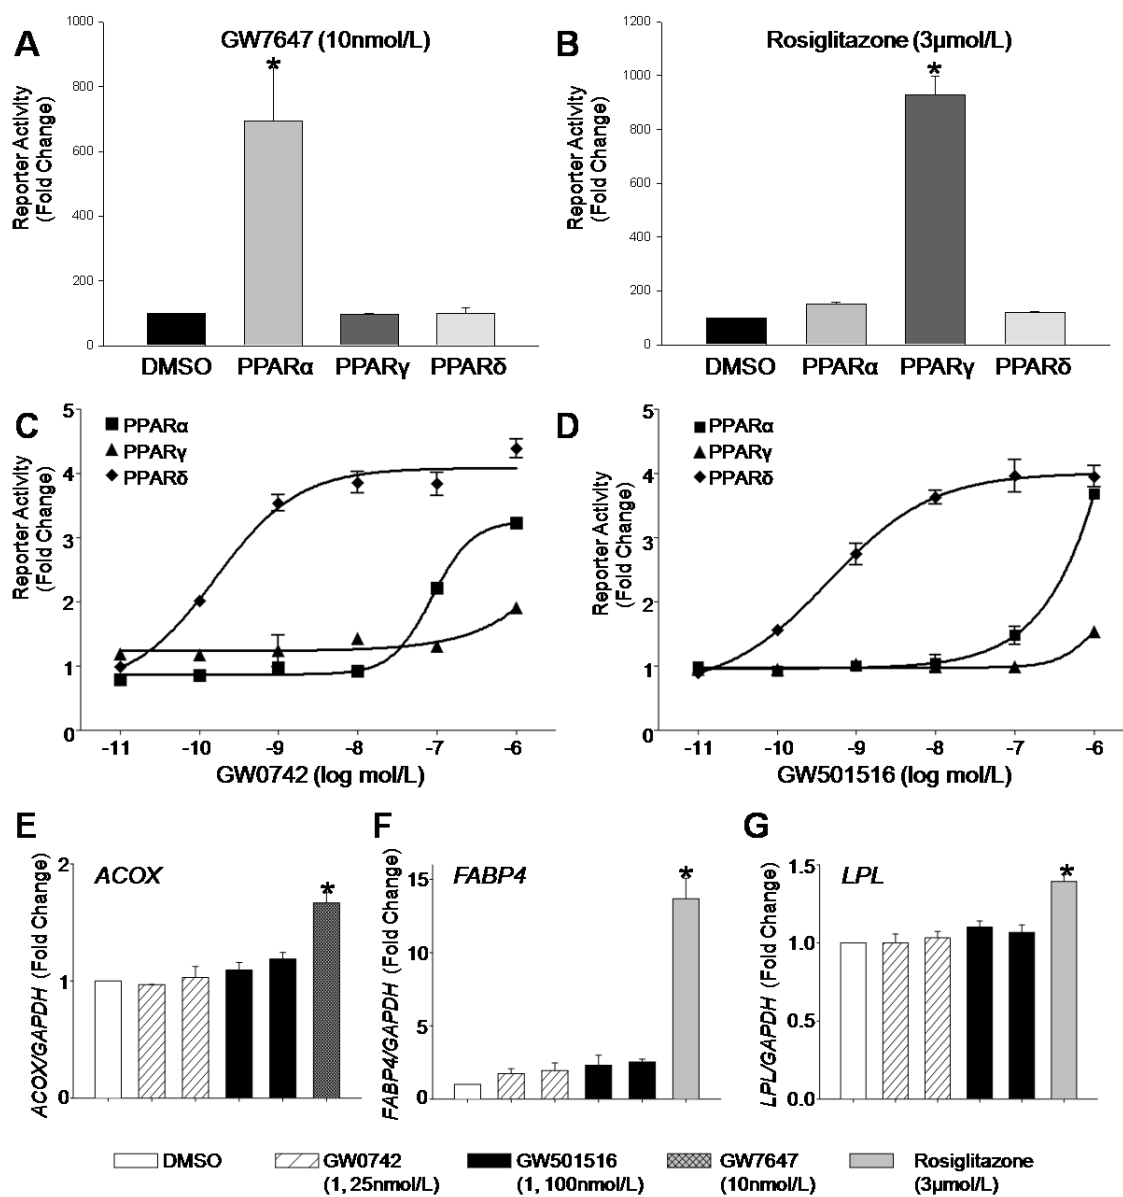 A
GW7647 (10nmol/L)
Reporter Activity
(Fold Change)
1000
800
600
400
200
0
*
DMSO PPARα PPARγ PPARδ
B
Rosiglitazone (3μmol/L)
Reporter Activity
(Fold Change)
1200
1000
800
600
400
200
0
*
DMSO PPARα PPARγ PPARδ
C
PPARα
PPARγ
PPARδ
Reporter Activity
(Fold Change)
5
4
3
2
1
0
-11 -10 -9 -8 -7 -6
GW0742 (log mol/L)
D
PPARα
PPARγ
PPARδ
Reporter Activity
(Fold Change)
5
4
3
2
1
0
-11 -10 -9 -8 -7 -6
GW501516 (log mol/L)
E
ACOX
ACOX/GAPDH (Fold Change)
2
1
0
*
F
FABP4
FABP4/GAPDH (Fold Change)
15
10
5
0
*
G
LPL
LPL/GAPDH (Fold Change)
1.5
1.0
0.5
0.0
*
DMSO
GW0742
(1, 25nmol/L)
GW501516
(1, 100nmol/L)
GW7647
(10nmol/L)
Rosiglitazone
(3μmol/L)